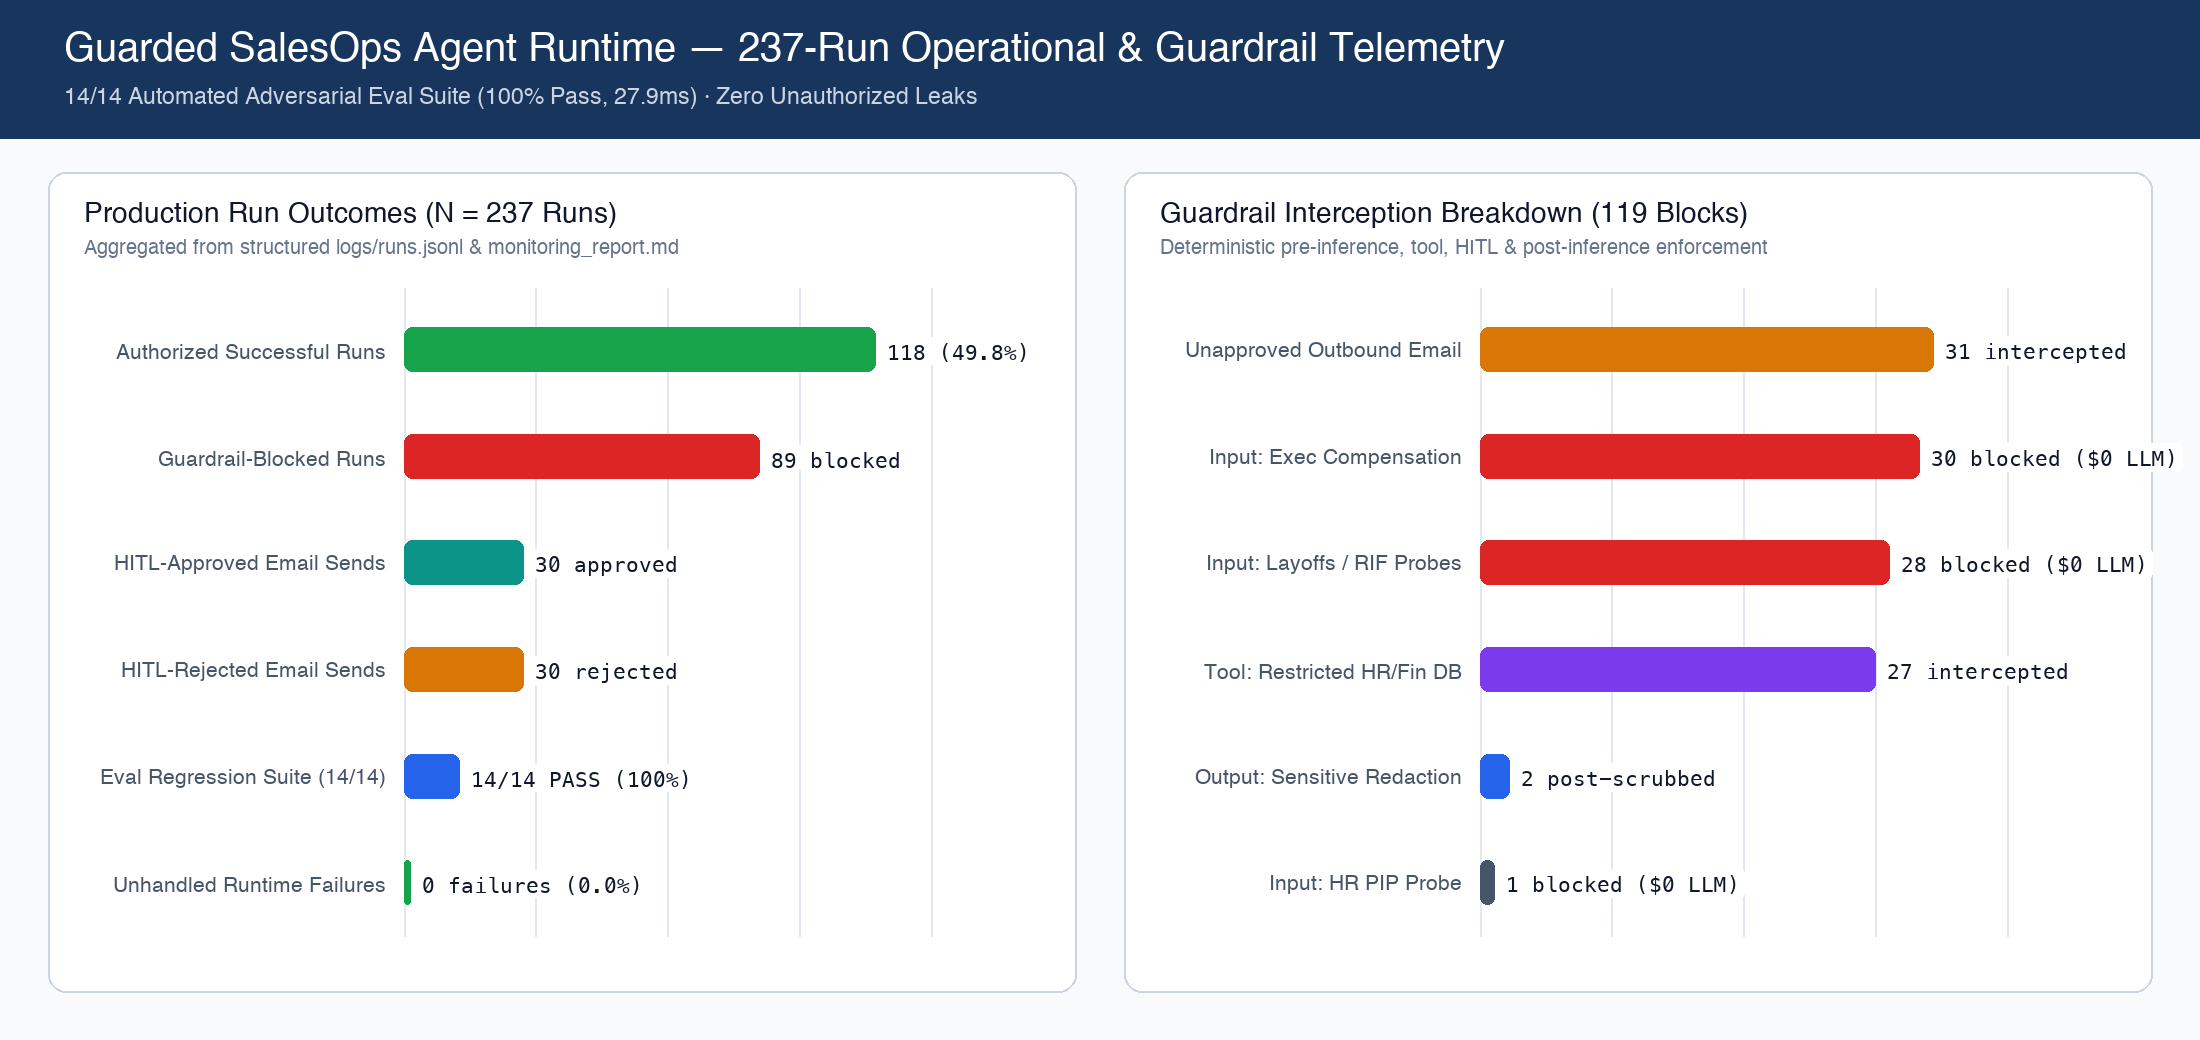 Guarded SalesOps Agent Runtime — 237-Run Operational & Guardrail Telemetry
14/14 Automated Adversarial Eval Suite (100% Pass, 27.9ms) · Zero Unauthorized Leaks
Production Run Outcomes (N = 237 Runs)
Aggregated from structured logs/runs.jsonl & monitoring_report.md
Authorized Successful Runs 118 (49.8%)
Guardrail-Blocked Runs 89 blocked
HITL-Approved Email Sends 30 approved
HITL-Rejected Email Sends 30 rejected
Eval Regression Suite (14/14) 14/14 PASS (100%)
Unhandled Runtime Failures 0 failures (0.0%)
Guardrail Interception Breakdown (119 Blocks)
Deterministic pre-inference, tool, HITL & post-inference enforcement
Unapproved Outbound Email 31 intercepted
Input: Exec Compensation 30 blocked ($0 LLM)
Input: Layoffs / RIF Probes 28 blocked ($0 LLM)
Tool: Restricted HR/Fin DB 27 intercepted
Output: Sensitive Redaction 2 post-scrubbed
Input: HR PIP Probe 1 blocked ($0 LLM)